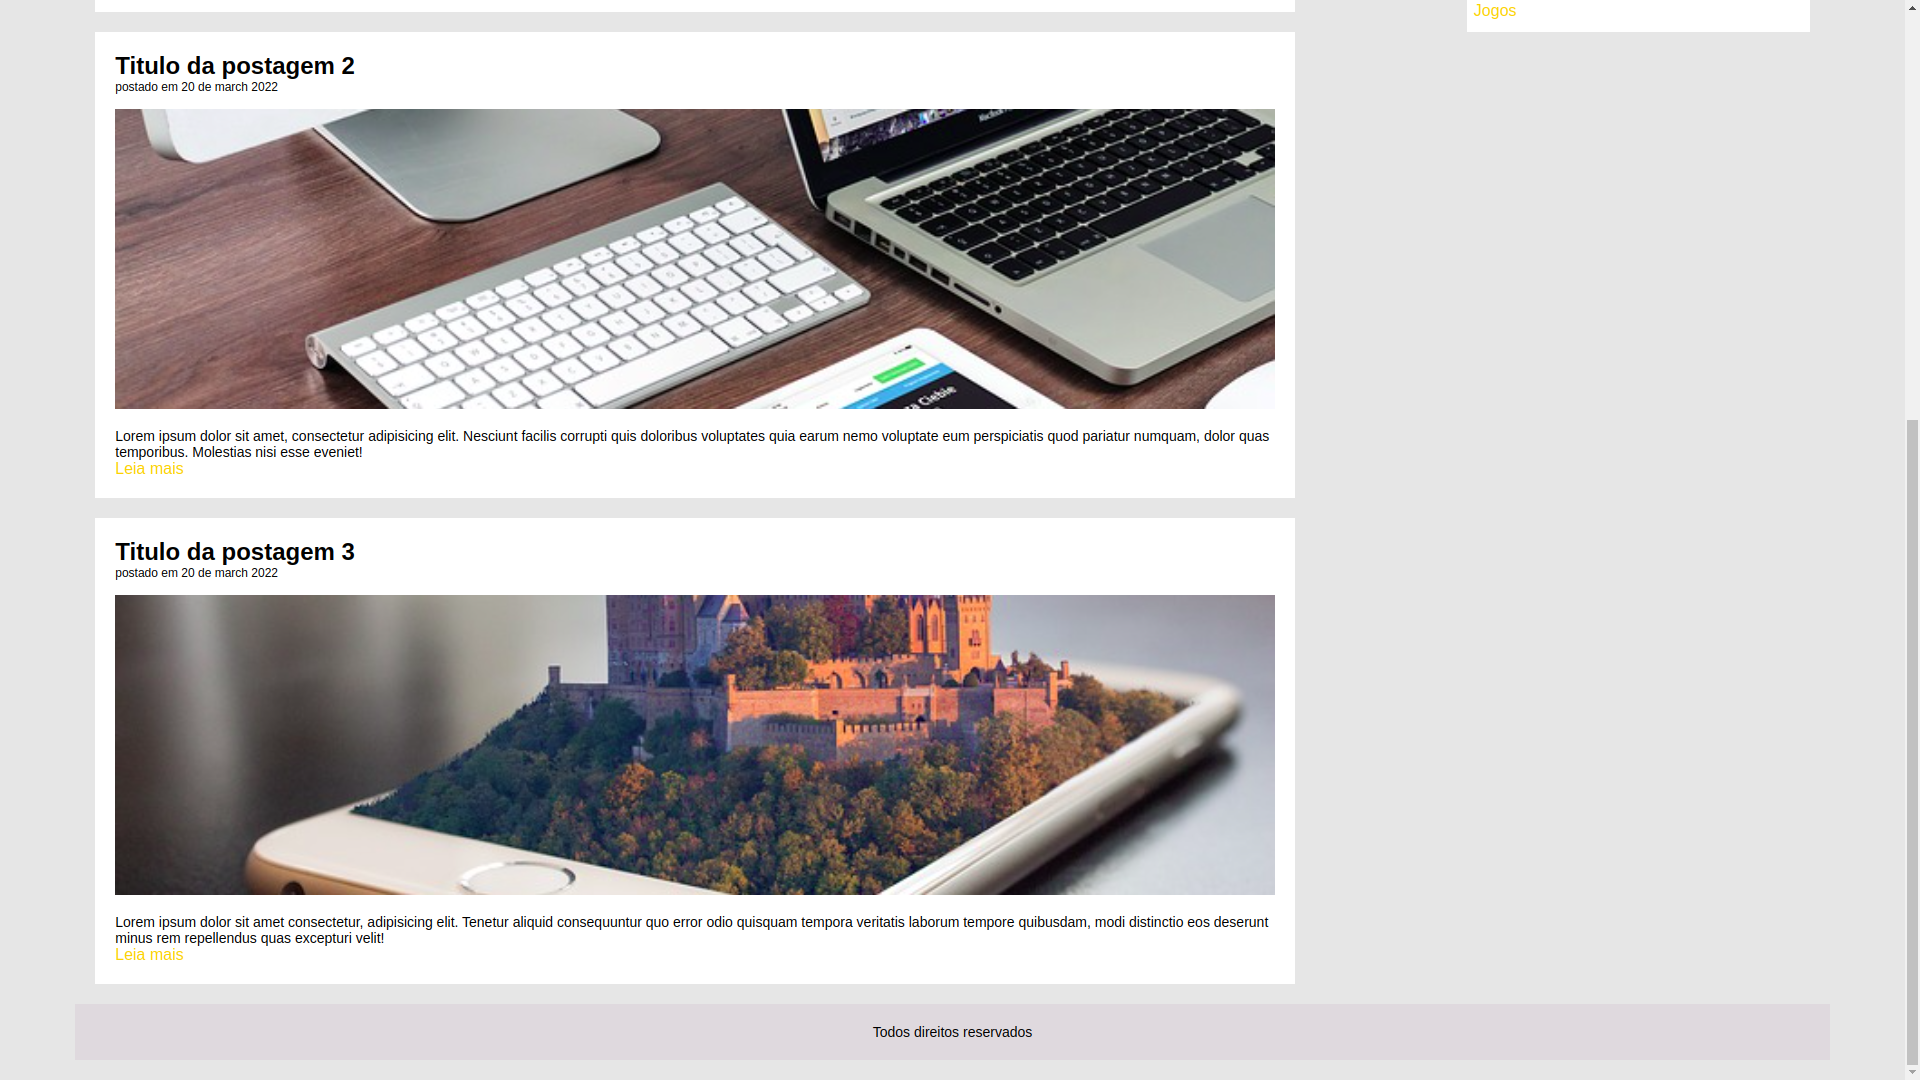 Jogos
Titulo da postagem 2
postado em 20 de march 2022
MacBook Pro
Ciebie
Lorem ipsum dolor sit amet, consectetur adipisicing elit. Nesciunt facilis corrupti quis doloribus voluptates quia earum nemo voluptate eum perspiciatis quod pariatur numquam, dolor quas
temporibus. Molestias nisi esse eveniet!
Leia mais
Titulo da postagem 3
postado em 20 de march 2022
Lorem ipsum dolor sit amet consectetur, adipisicing elit. Tenetur aliquid consequuntur quo error odio quisquam tempora veritatis laborum tempore quibusdam, modi distinctio eos deserunt
minus rem repellendus quas excepturi velit!
Leia mais
Todos direitos reservados